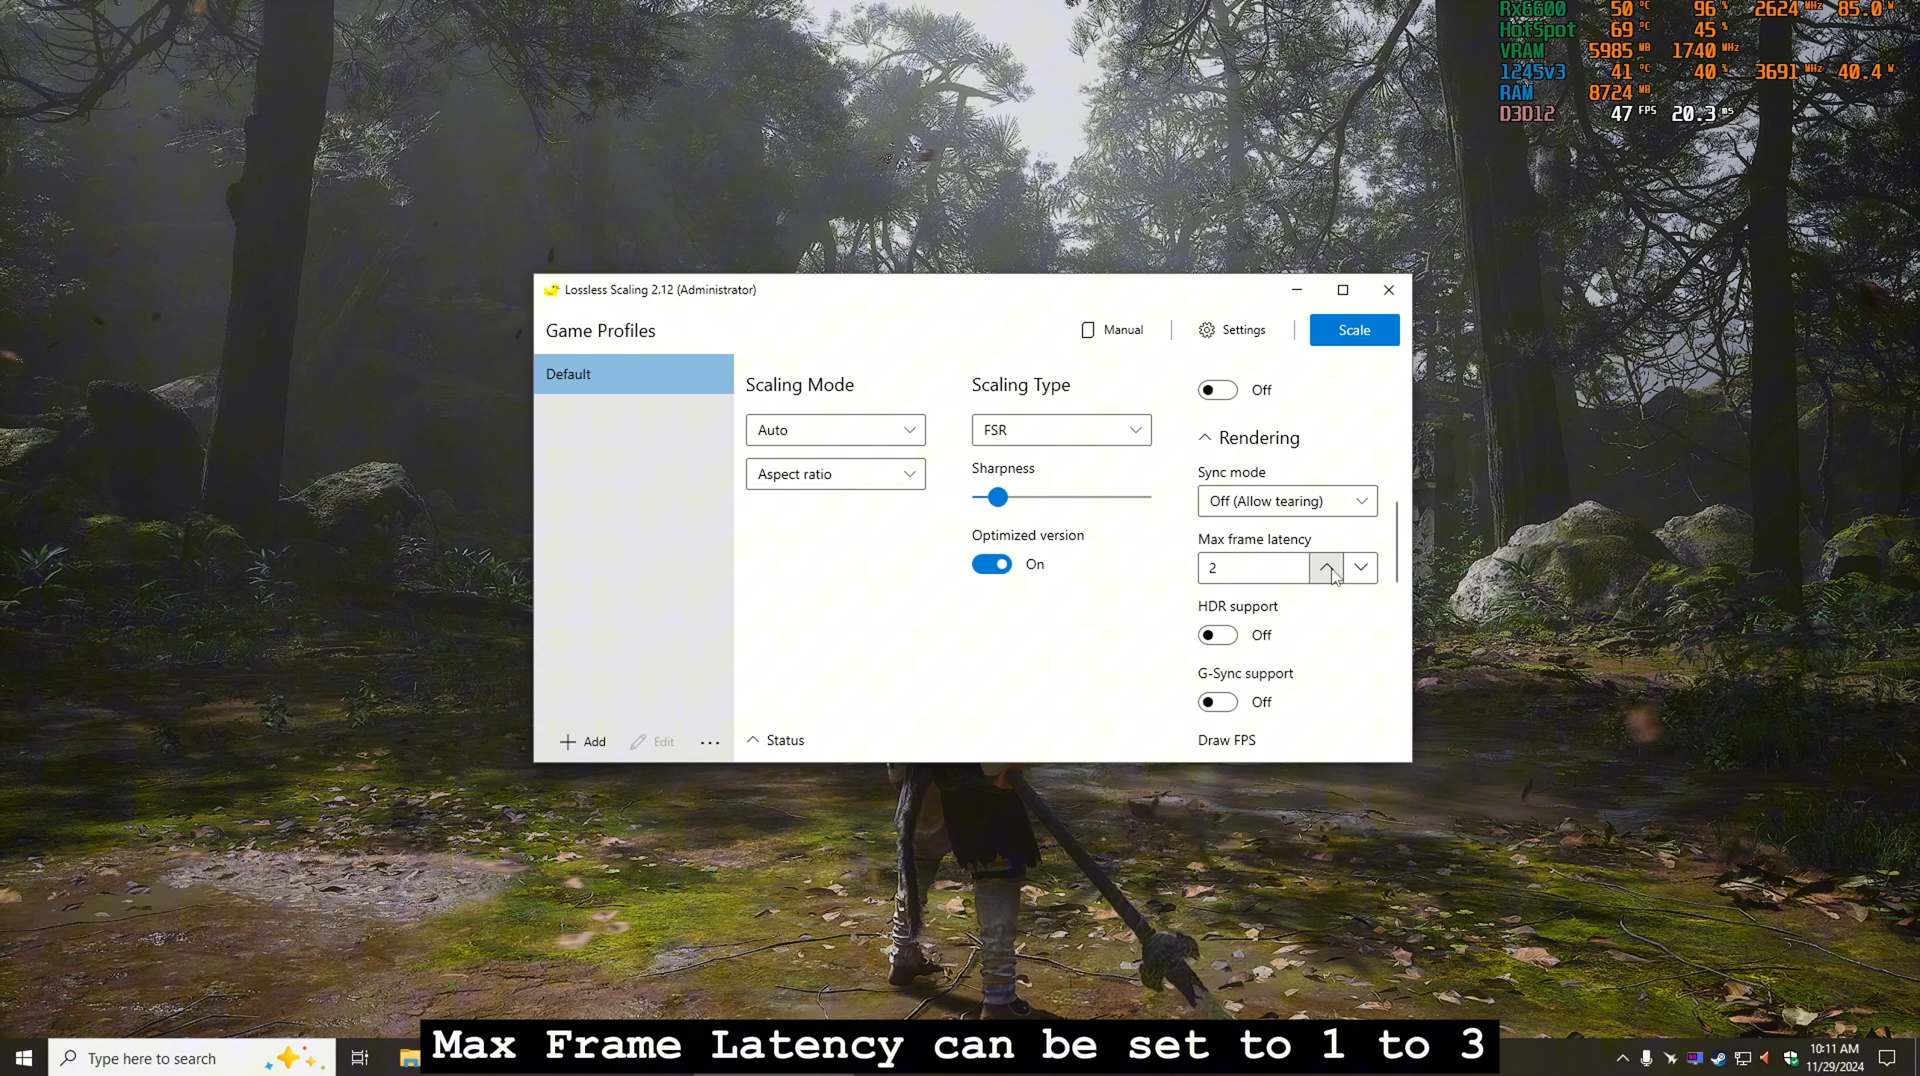 Rx6600 50 °C 96 % 2624 MHz 85.0 W
HotSpot 69 °C 45 %
VRAM 5985 MB 1740 MHz
1245v3 41 °C 40 % 3691 MHz 40.4 W
RAM 8724 MB
D3D12 47 FPS 20.3 ms
Lossless Scaling 2.12 (Administrator)
Game Profiles
Manual
Settings
Scale
Default
Scaling Mode
Auto
Aspect ratio
Scaling Type
FSR
Sharpness
Optimized version
On
Off
Rendering
Sync mode
Off (Allow tearing)
Max frame latency
2
HDR support
Off
G-Sync support
Off
Draw FPS
Add
Edit
Status
Max Frame Latency can be set to 1 to 3
Type here to search
10:11 AM
11/29/2024